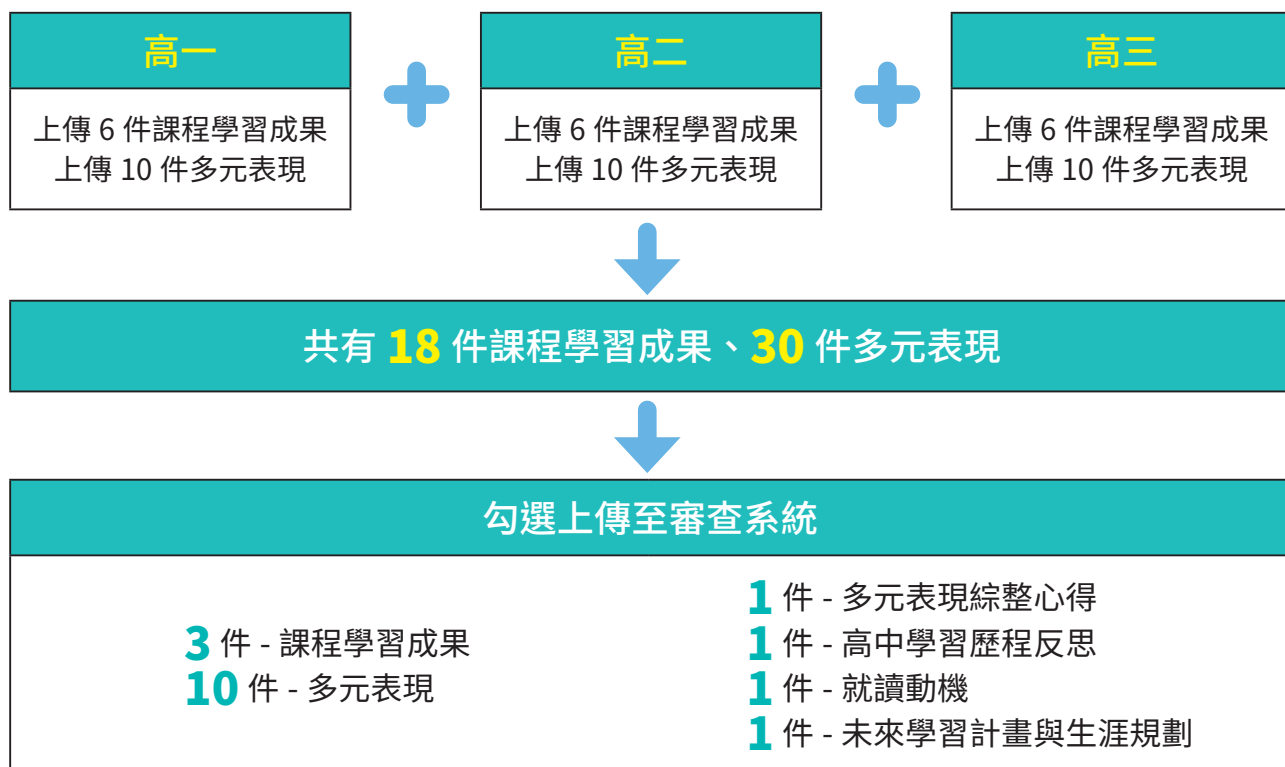 高一
上傳 6 件課程學習成果
上傳 10 件多元表現
高二
上傳 6 件課程學習成果
上傳 10 件多元表現
高三
上傳 6 件課程學習成果
上傳 10 件多元表現
共有 18 件課程學習成果、30 件多元表現
勾選上傳至審查系統
3 件 - 課程學習成果
10 件 - 多元表現
1 件 - 多元表現綜整心得
1 件 - 高中學習歷程反思
1 件 - 就讀動機
1 件 - 未來學習計畫與生涯規劃